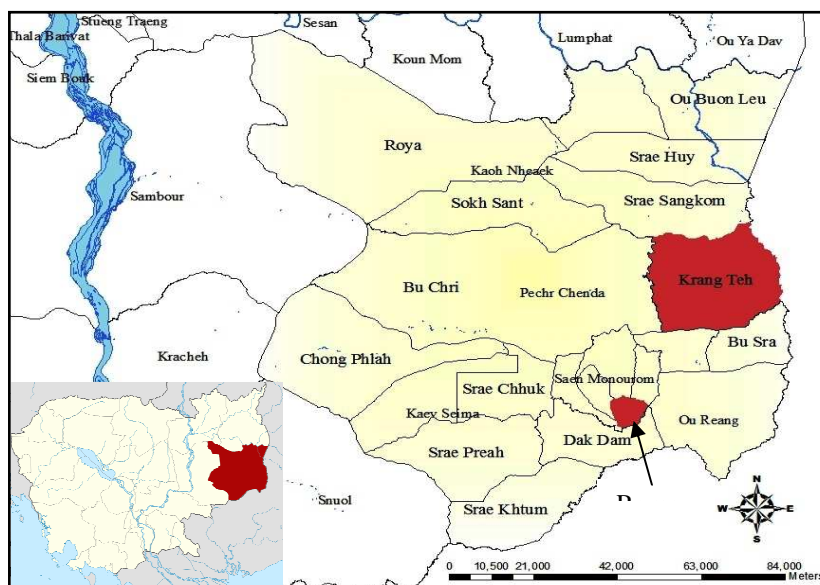 Stueng Traeng
Sesan
Lumphat
Ou Ya Dav
Thala Barivat
Koun Mom
Siem Bouk
Ou Buon Leu
Roya
Srae Huy
Kaoh Nheaek
Sambour
Sokh Sant
Srae Sangkom
Krang Teh
Bu Chri
Pechr Chenda
Bu Sra
Kracheh
Chong Phlah
Saen Monourom
Srae Chhuk
Kaev Seima
Ou Reang
Dak Dam
Srae Preah
Snuol
Srae Khtum
N
W E
S
0 10,500 21,000 42,000 63,000 84,000
Meters